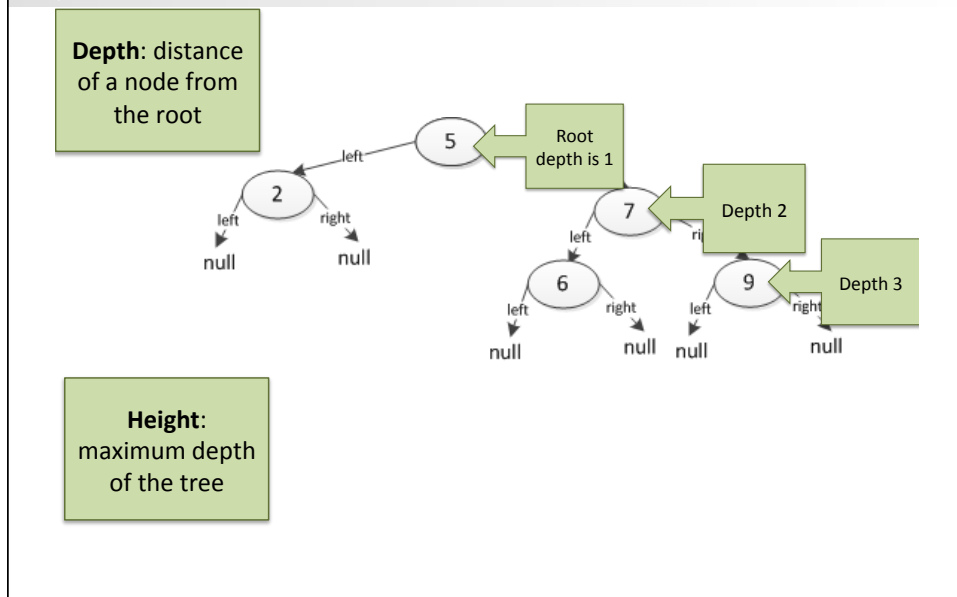 Depth: distance
of a node from
the root
5
Root
depth is 1
left
2
7
Depth 2
left
right
left
ri
null
null
6
9
Depth 3
left
right
left
right
null
null
null
null
Height:
maximum depth
of the tree